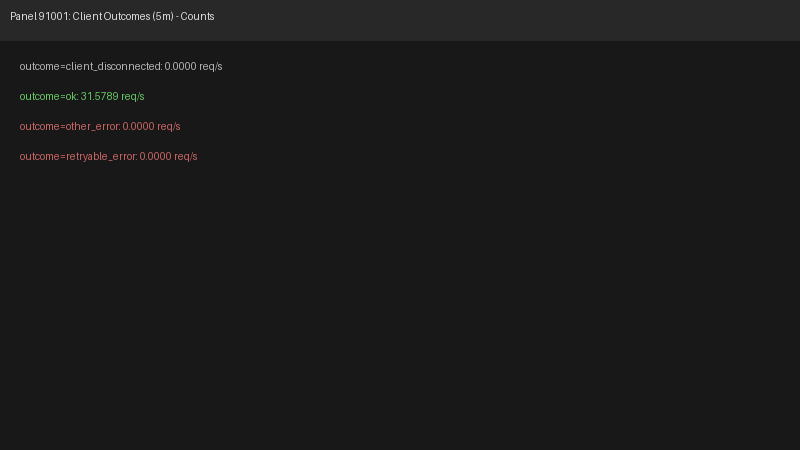 Panel 91001: Client Outcomes (5m) - Counts
outcome=client_disconnected: 0.0000 req/s
outcome=ok: 31.5789 req/s
outcome=other_error: 0.0000 req/s
outcome=retryable_error: 0.0000 req/s